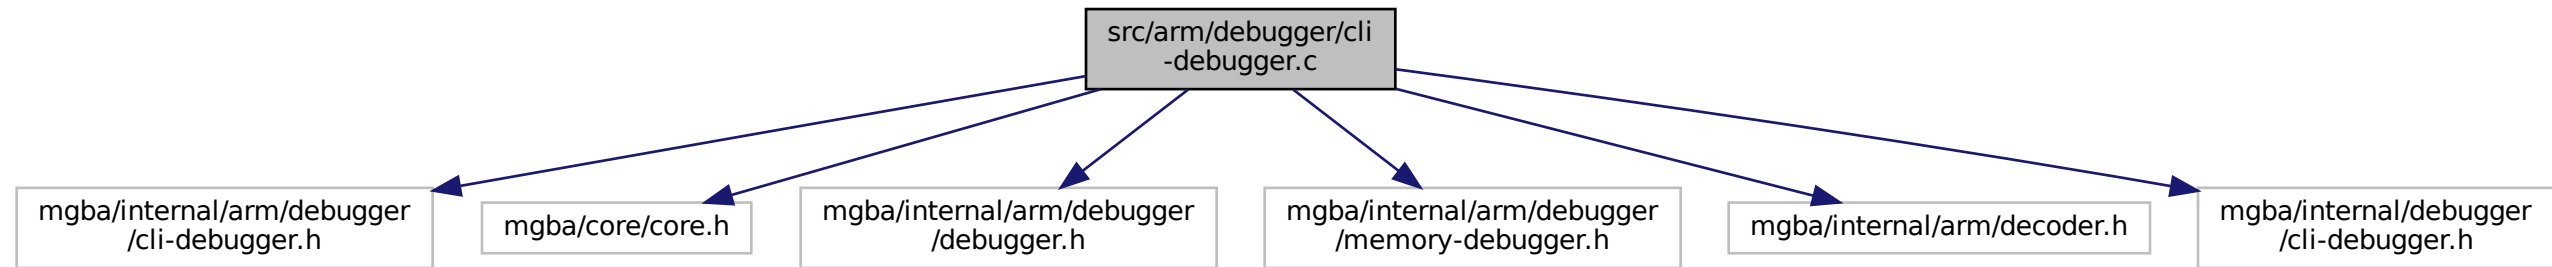 src/arm/debugger/cli
-debugger.c
mgba/internal/arm/debugger
/cli-debugger.h
mgba/core/core.h
mgba/internal/arm/debugger
/debugger.h
mgba/internal/arm/debugger
/memory-debugger.h
mgba/internal/arm/decoder.h
mgba/internal/debugger
/cli-debugger.h